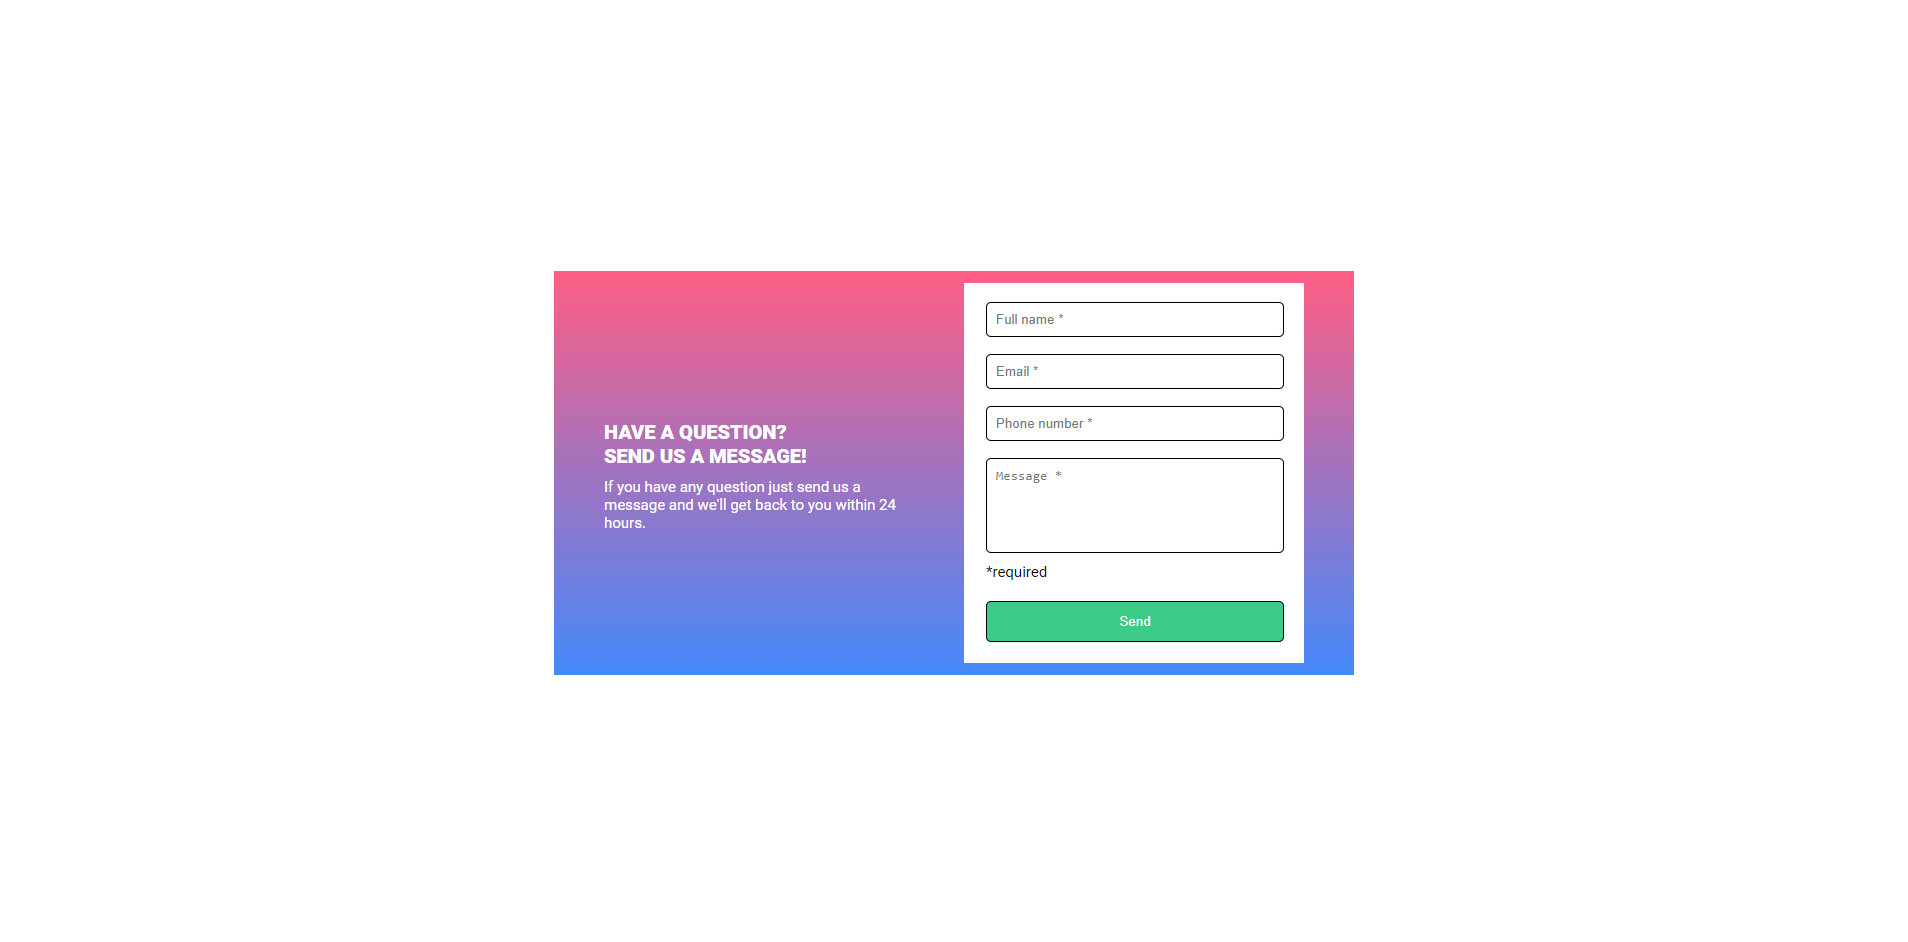 HAVE A QUESTION?
SEND US A MESSAGE!
If you have any question just send us a
message and we'll get back to you within 24
hours.
Full name *
Email *
Phone number *
Message *
*required
Send